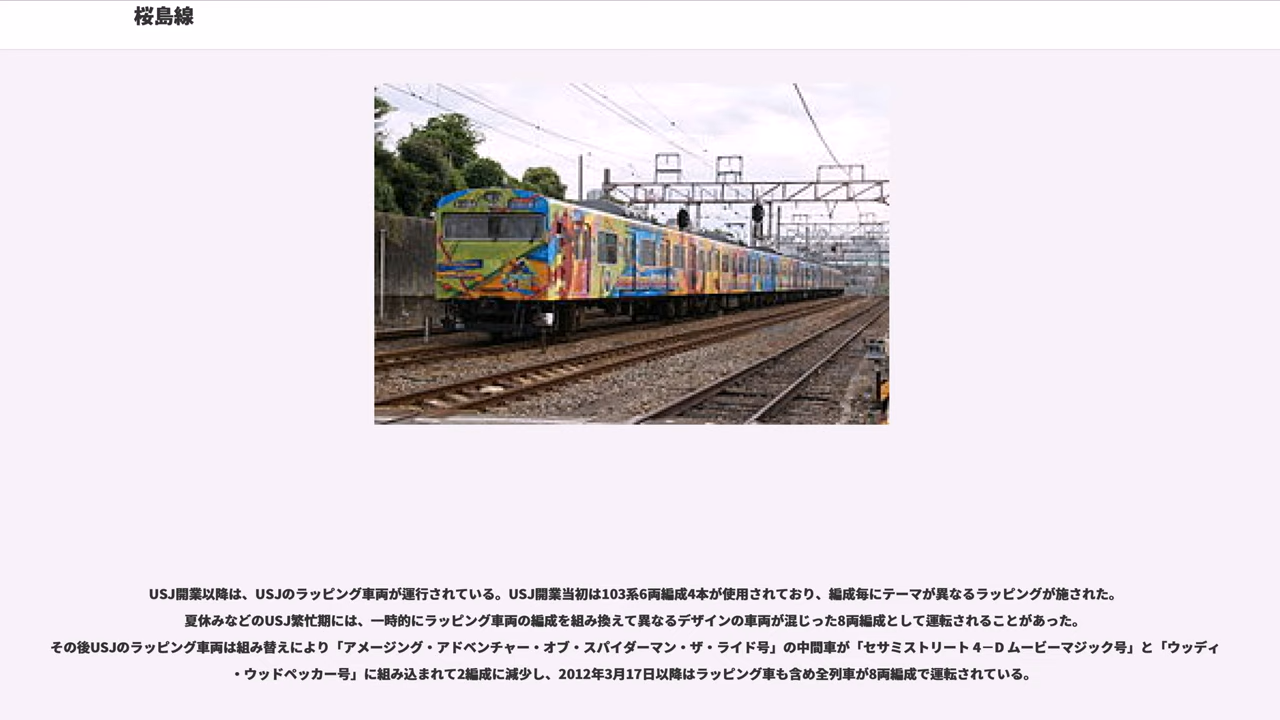 桜島線
USJ開業以降は、USJのラッピング車両が運行されている。USJ開業当初は103系6両編成4本が使用されており、編成毎にテーマが異なるラッピングが施された。
夏休みなどのUSJ繁忙期には、一時的にラッピング車両の編成を組み換えて異なるデザインの車両が混じった8両編成として運転されることがあった。
その後USJのラッピング車両は組み替えにより「アメージング・アドベンチャー・オブ・スパイダーマン・ザ・ライド号」の中間車が「セサミストリート 4－D ムービーマジック号」と「ウッディ
・ウッドペッカー号」に組み込まれて2編成に減少し、2012年3月17日以降はラッピング車も含め全列車が8両編成で運転されている。